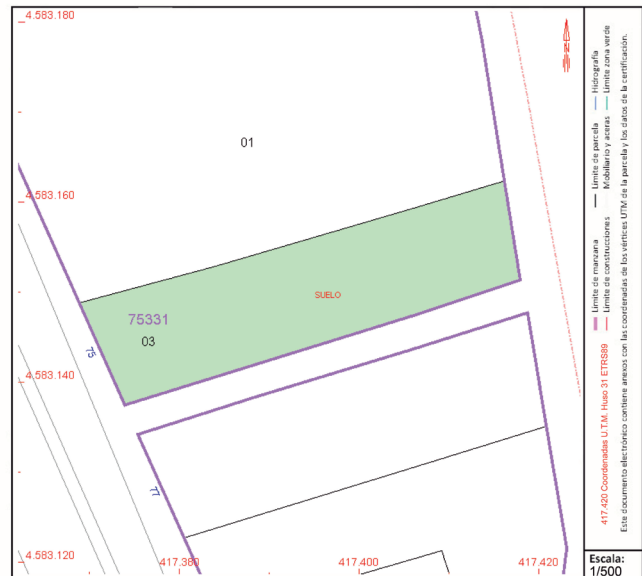 4.583.180
01
4.583.160
SUELO
75331
03
75
4.583.140
77
4.583.120
417.380
417.400
417.420
N
Límite de manzana
Límite de parcela
Hidrografía
Límite de construcciones
Mobiliario y aceras
Límite zona verde
417.420 Coordenadas U.T.M. Huso 31 ETRS89
Este documento electrónico contiene anexos con las coordenadas de los vértices UTM de la parcela y los datos de la certificación.
Escala:
1/500